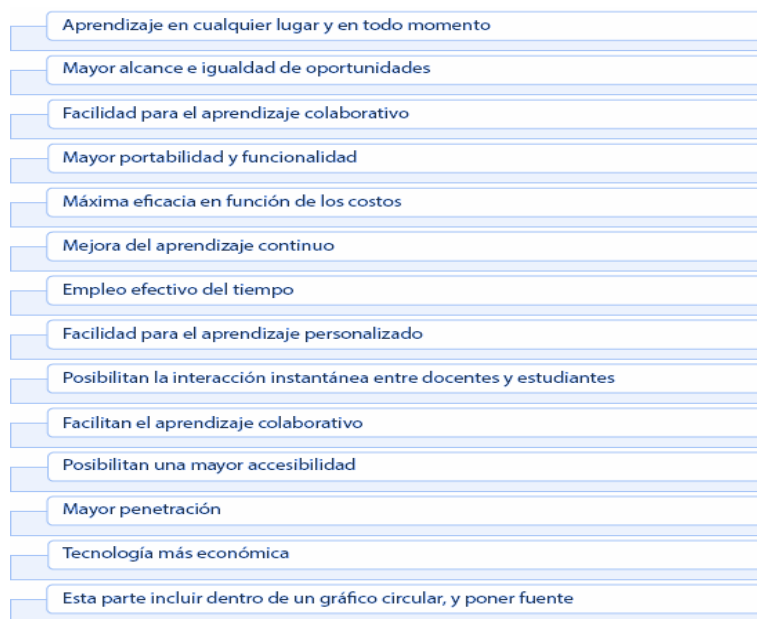 Aprendizaje en cualquier lugar y en todo momento
Mayor alcance e igualdad de oportunidades
Facilidad para el aprendizaje colaborativo
Mayor portabilidad y funcionalidad
Máxima eficacia en función de los costos
Mejora del aprendizaje continuo
Empleo efectivo del tiempo
Facilidad para el aprendizaje personalizado
Posibilitan la interacción instantánea entre docentes y estudiantes
Facilitan el aprendizaje colaborativo
Posibilitan una mayor accesibilidad
Mayor penetración
Tecnología más económica
Esta parte incluir dentro de un gráfico circular, y poner fuente